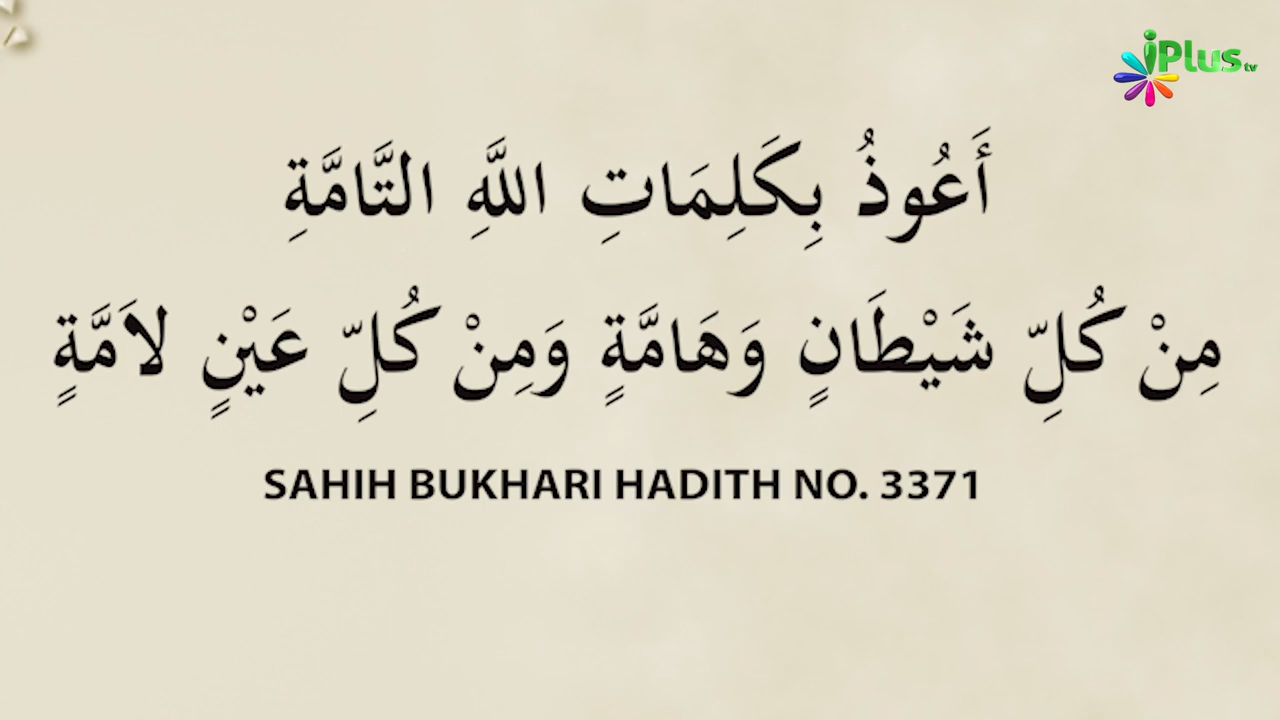 iPlus tv
أَعُوذُ بِكَلِمَاتِ اللَّهِ التَّامَّةِ
مِنْ كُلِّ شَيْطَانٍ وَهَامَّةٍ وَمِنْ كُلِّ عَيْنٍ لاَمَّةٍ
SAHIH BUKHARI HADITH NO. 3371